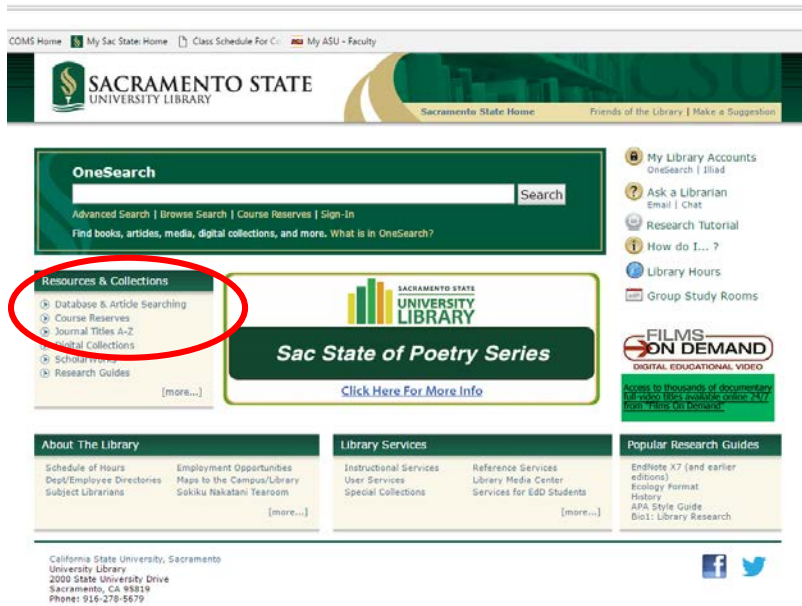 COMS Home My Sac State: Home Class Schedule For Co My ASU - Faculty
SACRAMENTO STATE
UNIVERSITY LIBRARY
CSU
Sacramento State Home
Friends of the Library | Make a Suggestion
OneSearch
Search
Advanced Search | Browse Search | Course Reserves | Sign-In
Find books, articles, media, digital collections, and more. What is in OneSearch?
My Library Accounts
OneSearch | Illiad
Ask a Librarian
Email | Chat
Research Tutorial
How do I... ?
Library Hours
Group Study Rooms
Resources & Collections
Database & Article Searching
Course Reserves
Journal Titles A-Z
Digital Collections
ScholarWorks
Research Guides
[more...]
SACRAMENTO STATE
UNIVERSITY
LIBRARY
Sac State of Poetry Series
Click Here For More Info
FILMS
ON DEMAND
DIGITAL EDUCATIONAL VIDEO
Access to thousands of documentary
full-video titles available online 24/7
from "Films On Demand"
About The Library
Schedule of Hours
Dept/Employee Directories
Subject Librarians
Employment Opportunities
Maps to the Campus/Library
Sokiku Nakatani Tearoom
[more...]
Library Services
Instructional Services
User Services
Special Collections
Reference Services
Library Media Center
Services for EdD Students
[more...]
Popular Research Guides
EndNote X7 (and earlier
editions)
Ecology Format
History
APA Style Guide
Bio1: Library Research
California State University, Sacramento
University Library
2000 State University Drive
Sacramento, CA 95819
Phone: 916-278-5679